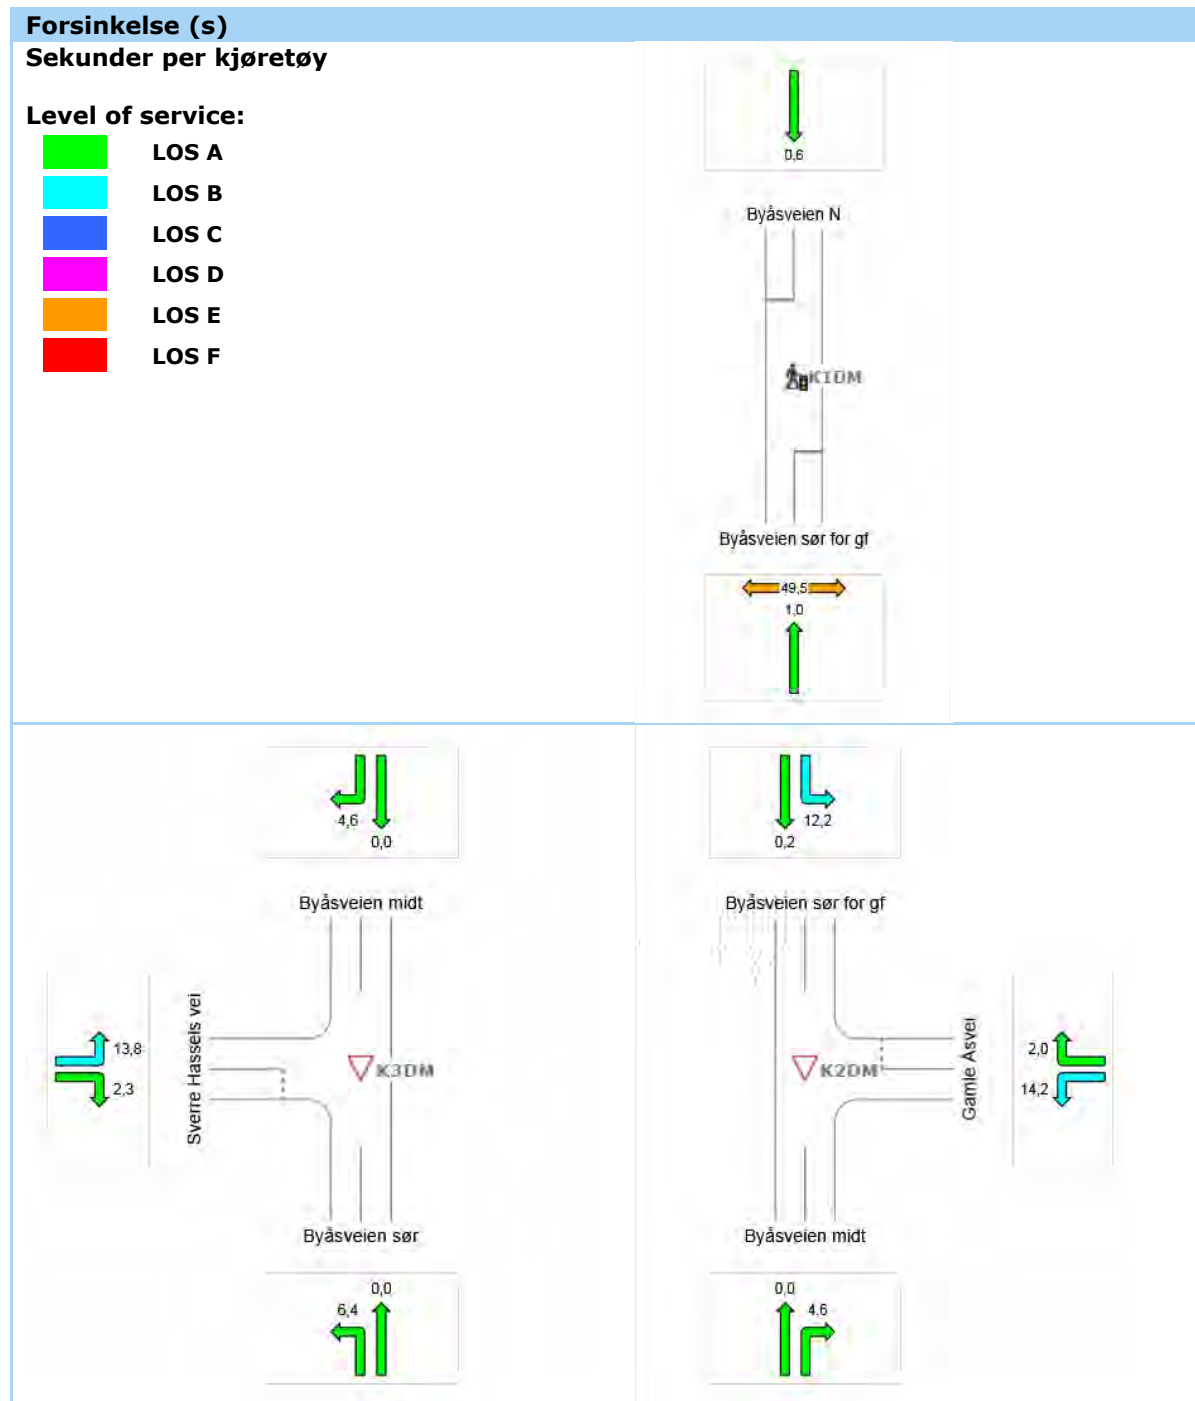 Forsinkelse (s)
Sekunder per kjøretøy
Level of service:
LOS A
LOS B
LOS C
LOS D
LOS E
LOS F
0,6
Byåsveien N
K1DM
Byåsveien sør for gf
49,5
1,0
4,6
0,0
Byåsveien midt
Sverre Hassels vei
13,8
2,3
K3DM
Byåsveien sør
0,0
6,4
12,2
0,2
Byåsveien sør for gf
K2DM
Gamle Åsvei
2,0
14,2
Byåsveien midt
0,0
4,6